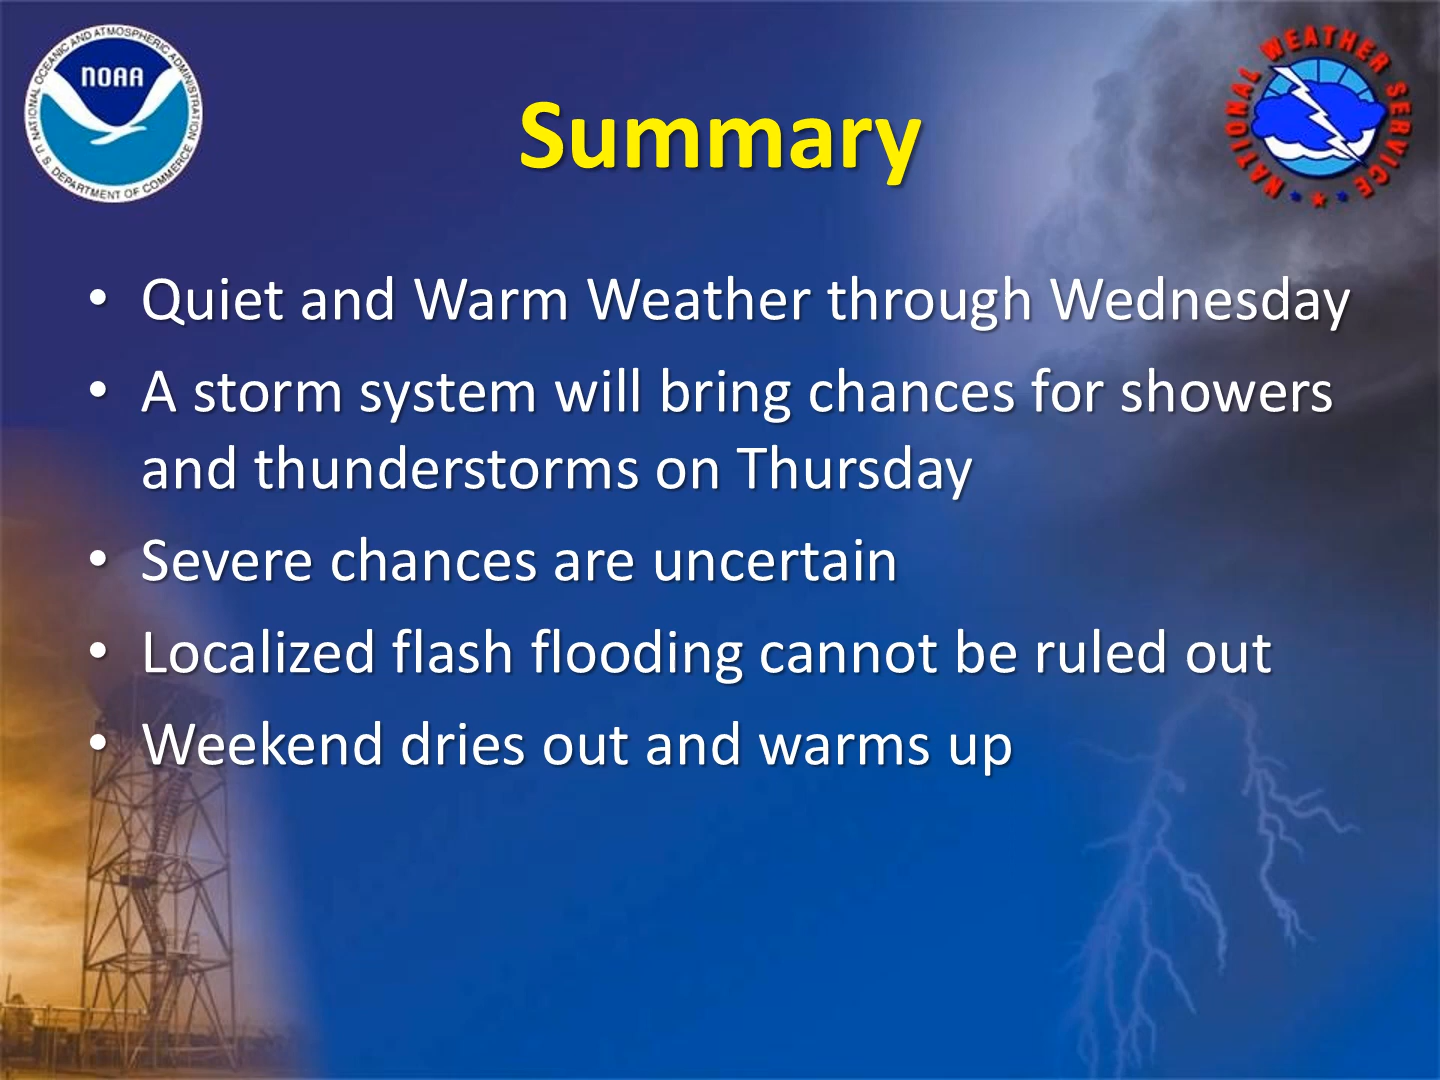 NATIONAL OCEANIC AND ATMOSPHERIC ADMINISTRATION
NOAA
U.S. DEPARTMENT OF COMMERCE
NATIONAL WEATHER SERVICE
Summary
• Quiet and Warm Weather through Wednesday
• A storm system will bring chances for showers
and thunderstorms on Thursday
• Severe chances are uncertain
• Localized flash flooding cannot be ruled out
• Weekend dries out and warms up